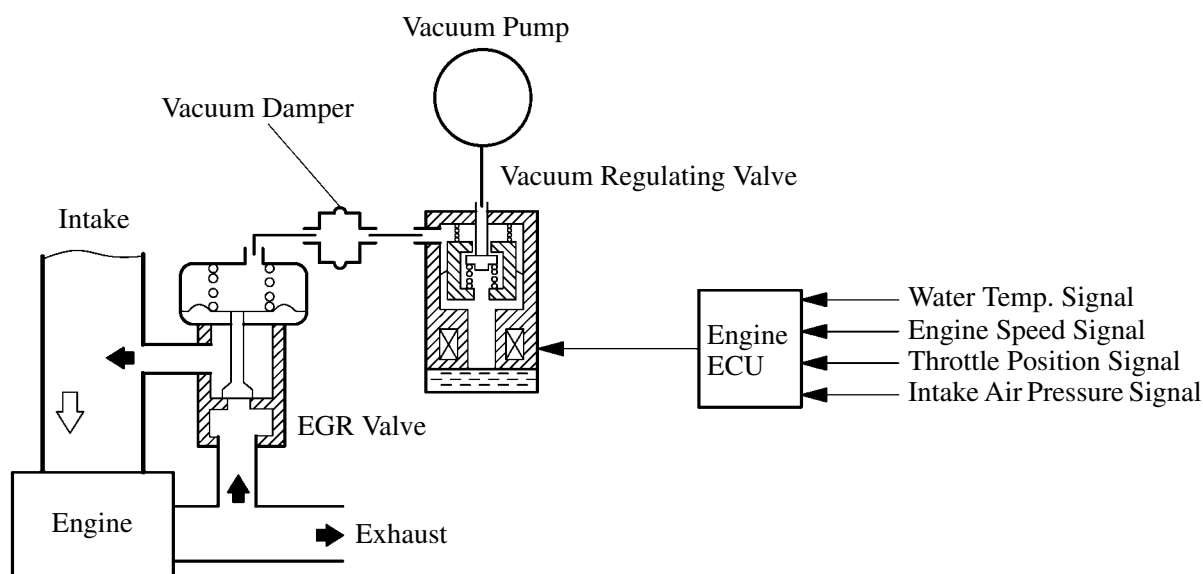 Vacuum Pump
Vacuum Damper
Vacuum Regulating Valve
Intake
Water Temp. Signal
Engine Speed Signal
Throttle Position Signal
Intake Air Pressure Signal
Engine
ECU
EGR Valve
Engine
Exhaust